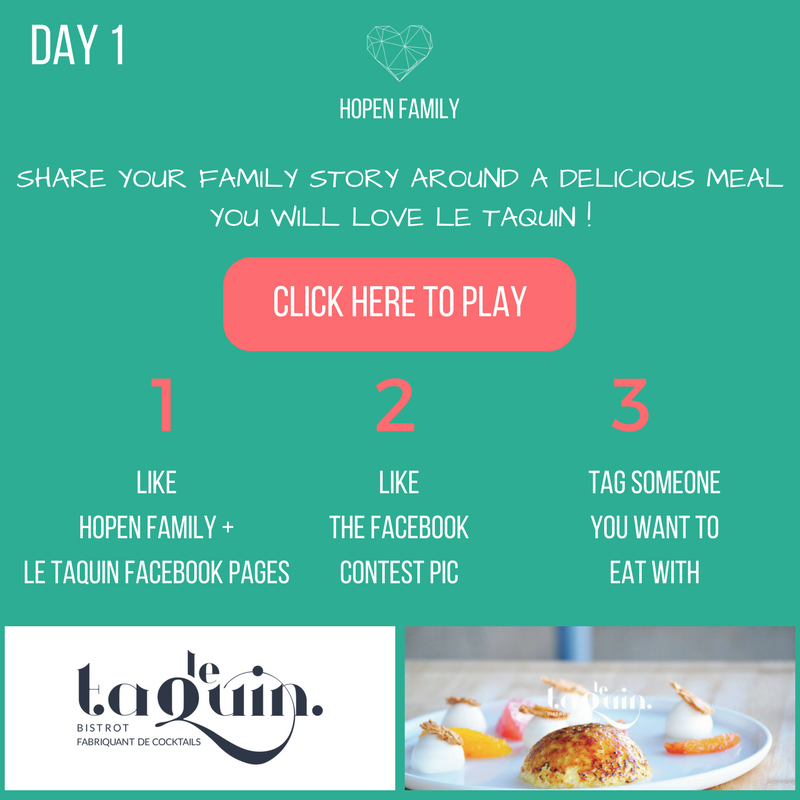 DAY 1
HOPEN FAMILY
SHARE YOUR FAMILY STORY AROUND A DELICIOUS MEAL
YOU WILL LOVE LE TAQUIN !
CLICK HERE TO PLAY
1
LIKE
HOPEN FAMILY +
LE TAQUIN FACEBOOK PAGES
2
LIKE
THE FACEBOOK
CONTEST PIC
3
TAG SOMEONE
YOU WANT TO
EAT WITH
le
taquin.
BISTROT
FABRIQUANT DE COCKTAILS
le
taquin.